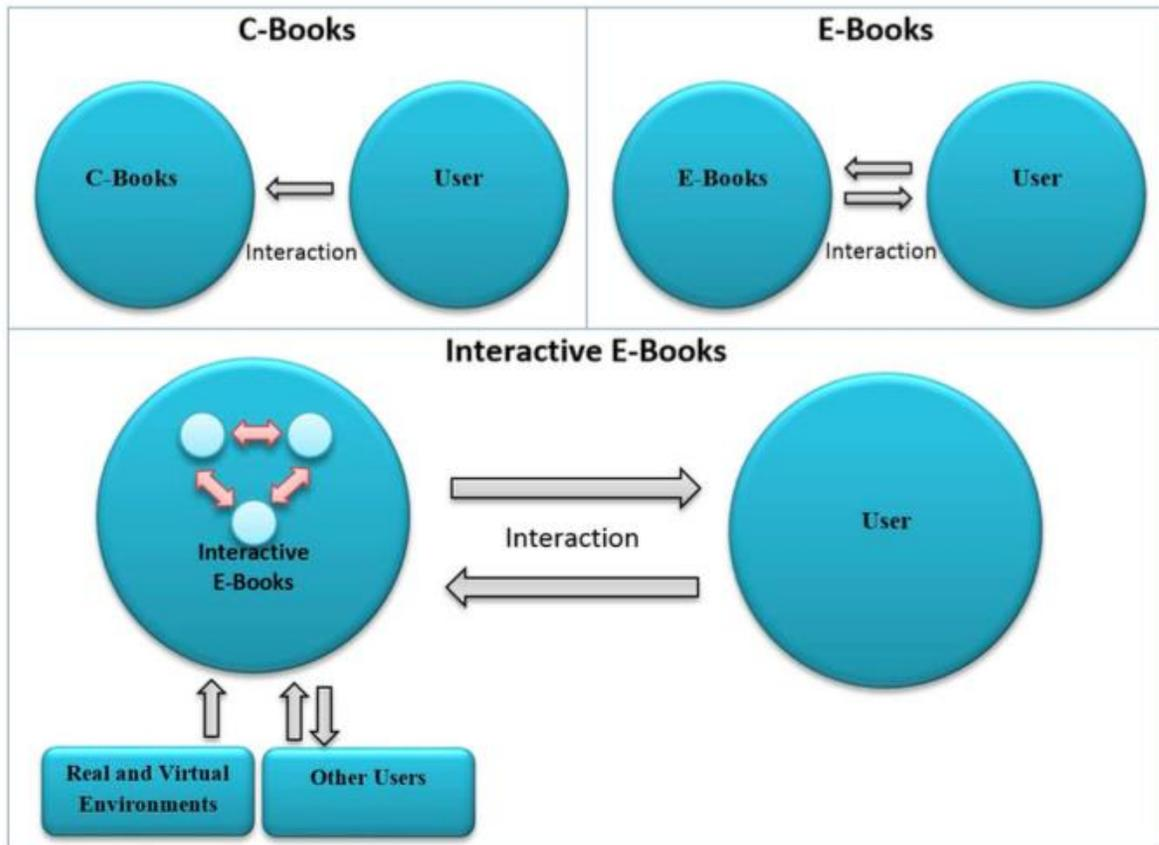 C-Books
C-Books
User
Interaction
E-Books
E-Books
User
Interaction
Interactive E-Books
Interactive
E-Books
Interaction
User
Real and Virtual
Environments
Other Users